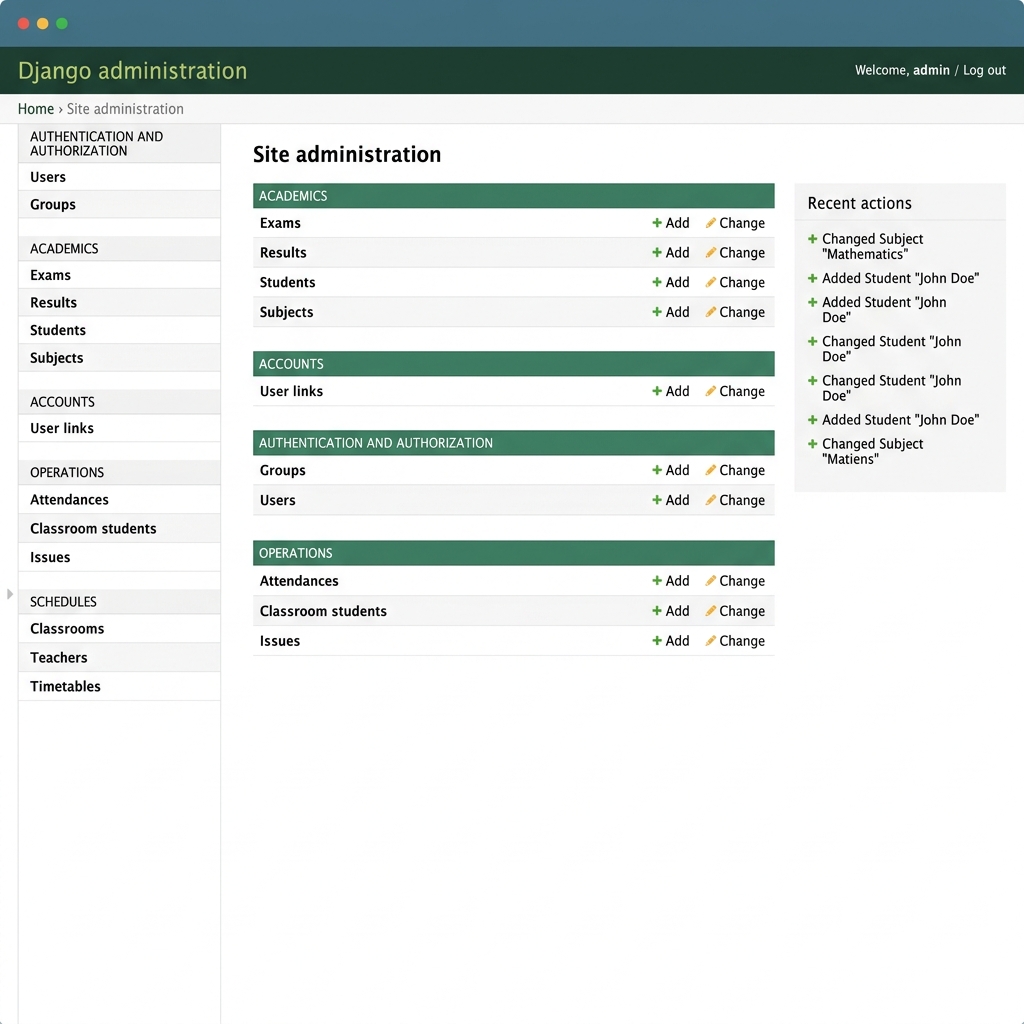 Django administration
Welcome, admin / Log out
Home › Site administration
AUTHENTICATION AND
AUTHORIZATION
Users
Groups
ACADEMICS
Exams
Results
Students
Subjects
ACCOUNTS
User links
OPERATIONS
Attendances
Classroom students
Issues
SCHEDULES
Classrooms
Teachers
Timetables
Site administration
ACADEMICS
Exams Add Change
Results Add Change
Students Add Change
Subjects Add Change
ACCOUNTS
User links Add Change
AUTHENTICATION AND AUTHORIZATION
Groups Add Change
Users Add Change
OPERATIONS
Attendances Add Change
Classroom students Add Change
Issues Add Change
Recent actions
Changed Subject
"Mathematics"
Added Student "John Doe"
Added Student "John
Doe"
Changed Student "John
Doe"
Changed Student "John
Doe"
Added Student "John Doe"
Changed Subject
"Matiens"